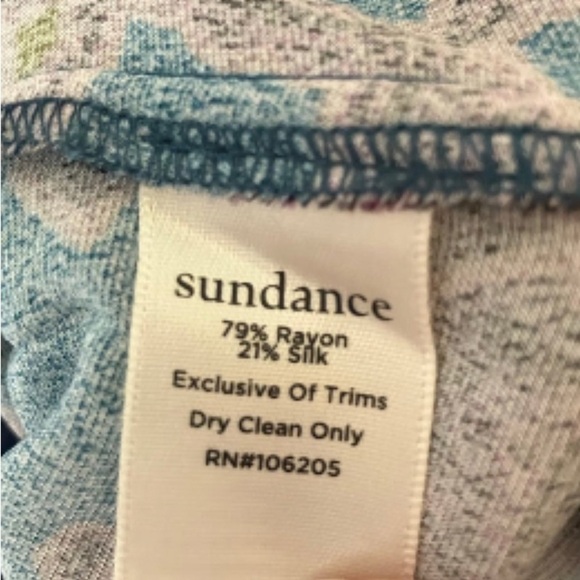 sundance
79% Rayon
21% Silk
Exclusive Of Trims
Dry Clean Only
RN#106205